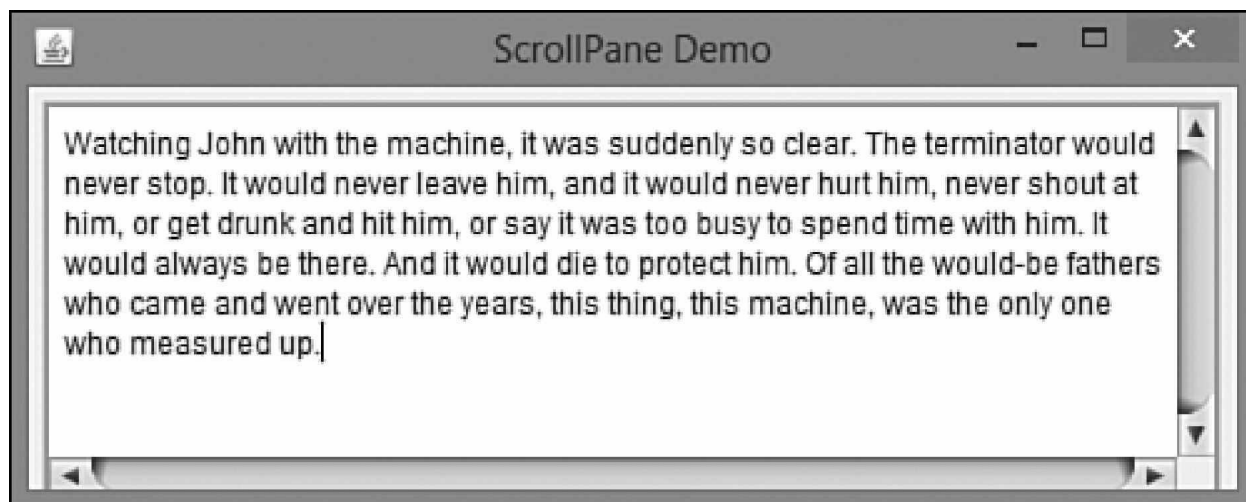 ScrollPane Demo
Watching John with the machine, it was suddenly so clear. The terminator would
never stop. It would never leave him, and it would never hurt him, never shout at
him, or get drunk and hit him, or say it was too busy to spend time with him. It
would always be there. And it would die to protect him. Of all the would-be fathers
who came and went over the years, this thing, this machine, was the only one
who measured up.